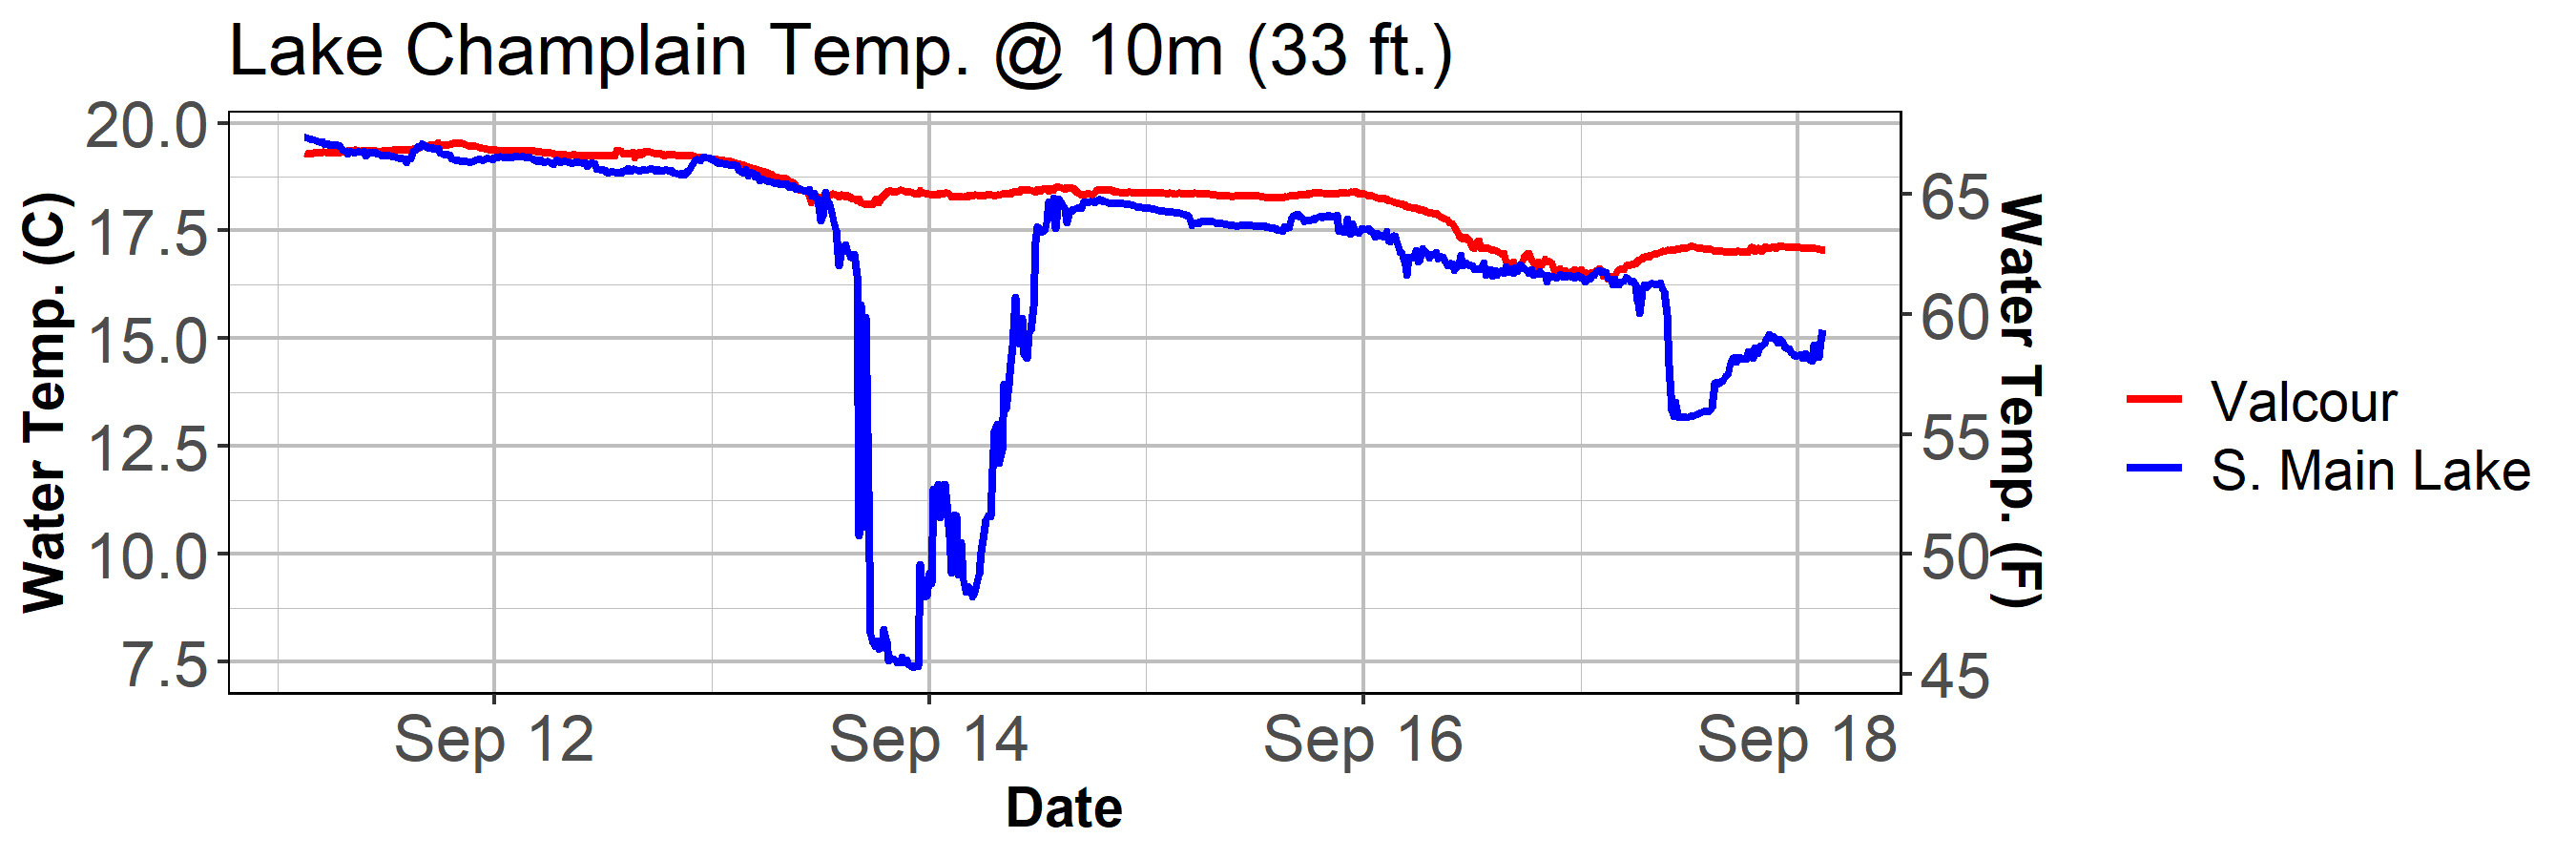 Lake Champlain Temp. @ 10m (33 ft.)
Water Temp. (C)
20.0
17.5
15.0
12.5
10.0
7.5
65
60
55
50
45
Water Temp. (F)
Sep 12
Sep 14
Sep 16
Sep 18
Date
Valcour
S. Main Lake